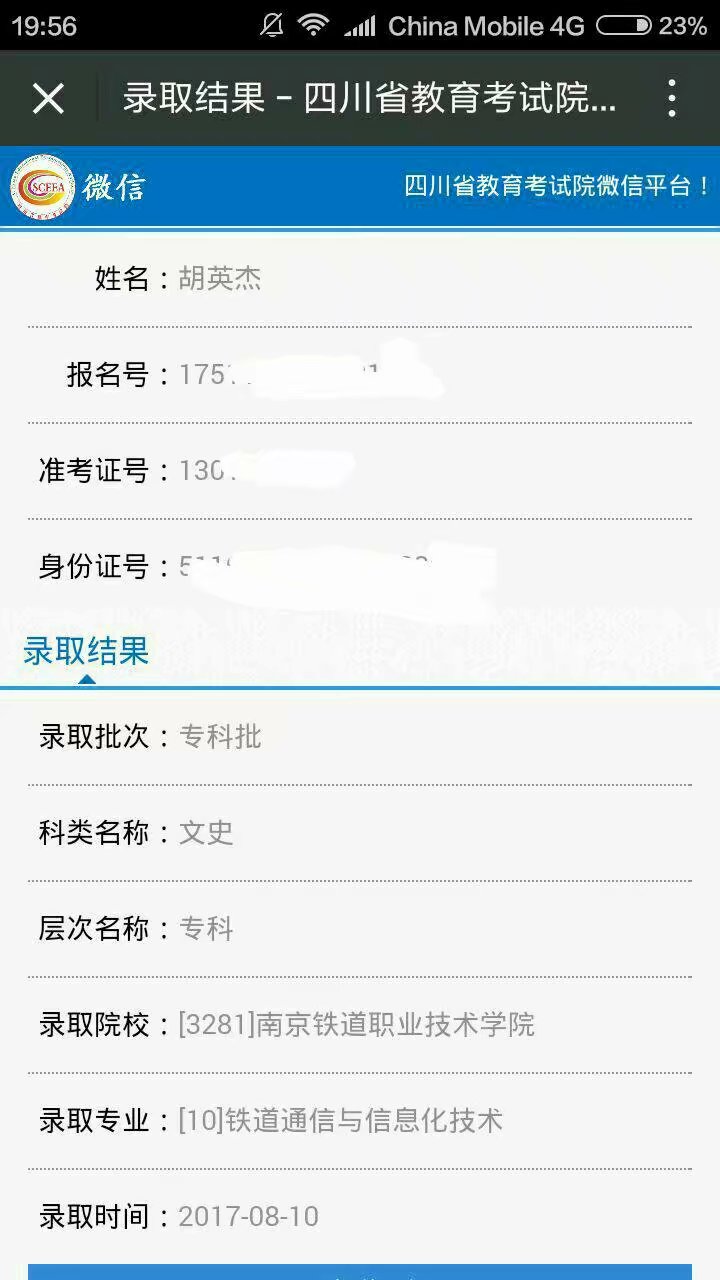 19:56 China Mobile 4G 23%
录取结果 - 四川省教育考试院...
SCEEA 微信 四川省教育考试院微信平台！
姓名：胡英杰
报名号：175
准考证号：130
身份证号：511
录取结果
录取批次：专科批
科类名称：文史
层次名称：专科
录取院校：[3281]南京铁道职业技术学院
录取专业：[10]铁道通信与信息化技术
录取时间：2017-08-10